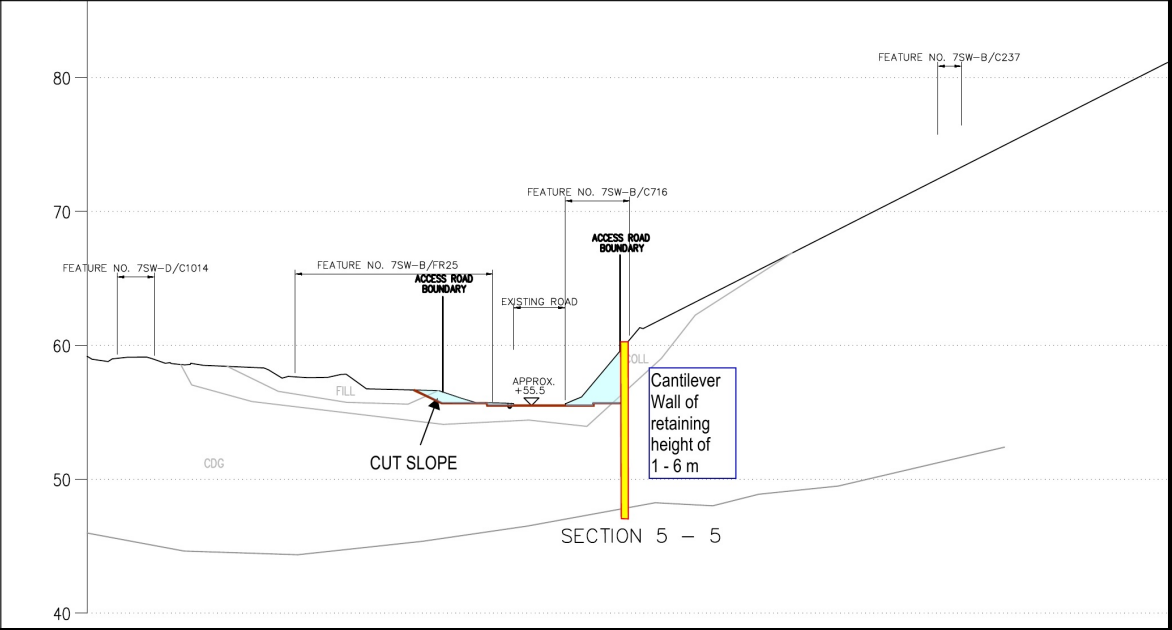 80
FEATURE NO. 7SW-B/C237
70
FEATURE NO. 7SW-B/C716
ACCESS ROAD
BOUNDARY
FEATURE NO. 7SW-D/C1014
FEATURE NO. 7SW-B/FR25
ACCESS ROAD
BOUNDARY
EXISTING ROAD
60
COLL
APPROX.
+55.5
FILL
Cantilever
Wall of
retaining
height of
1 - 6 m
CDG
CUT SLOPE
50
SECTION 5 - 5
40